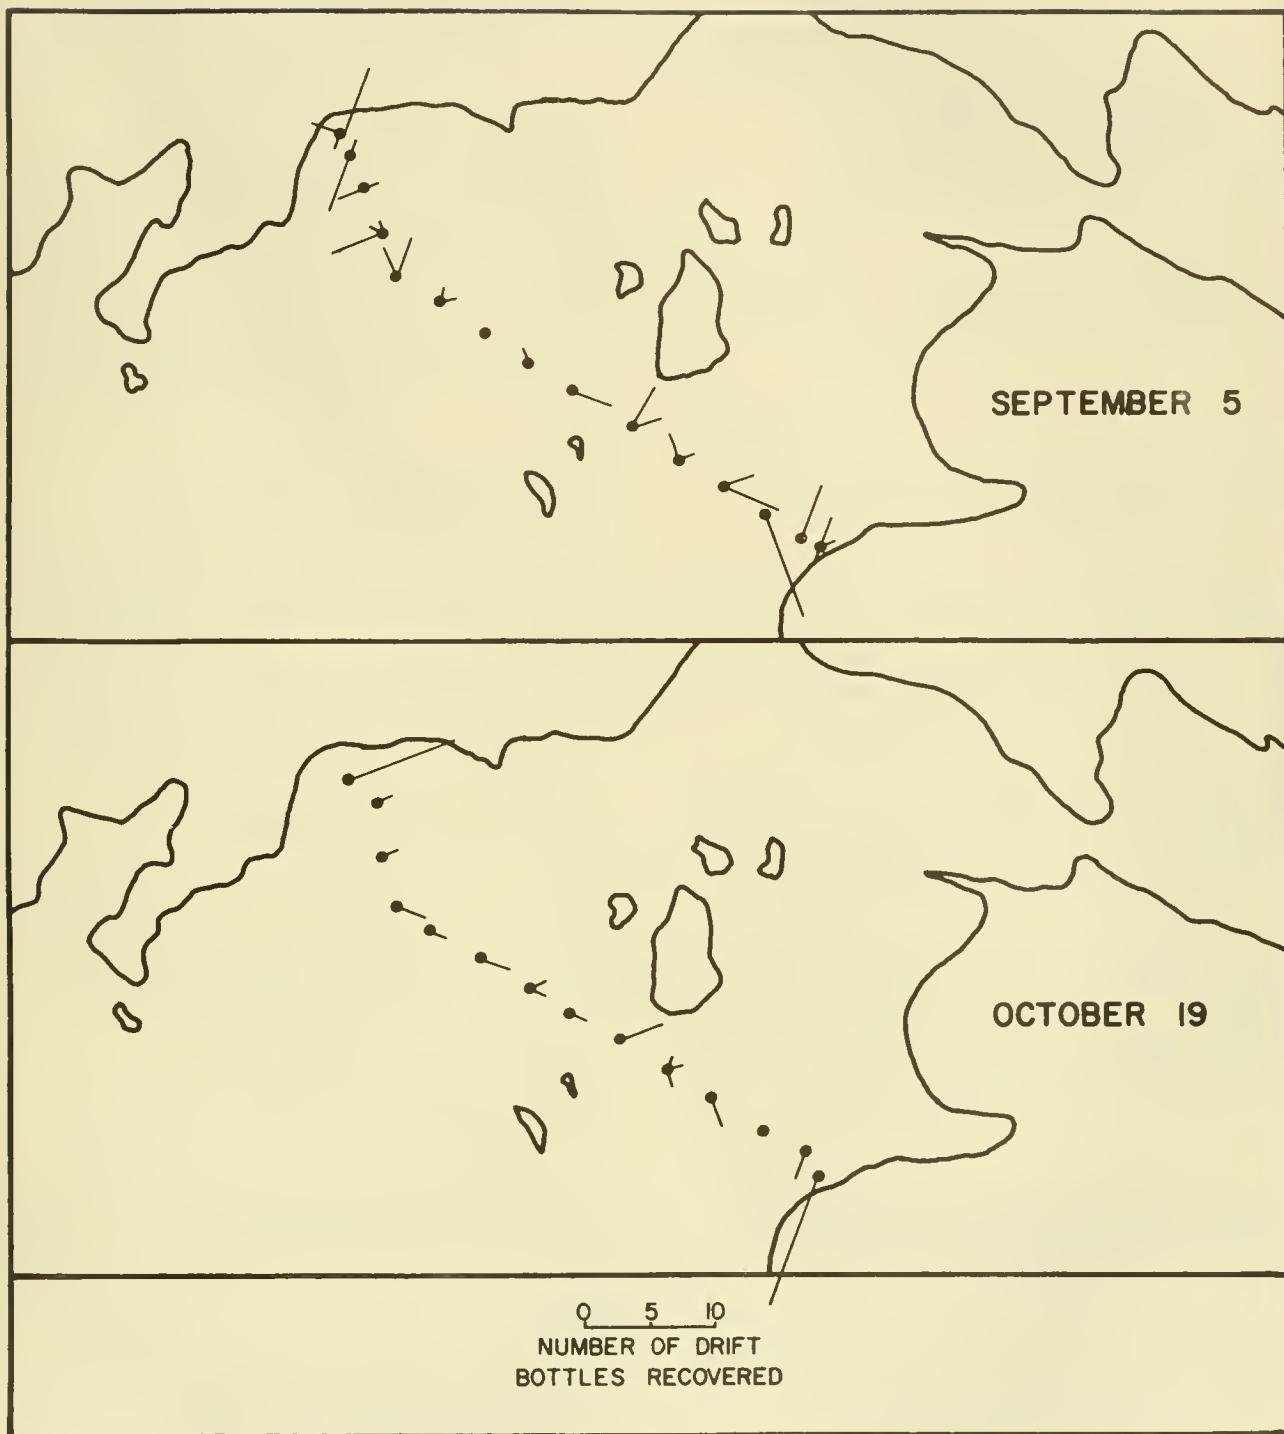 SEPTEMBER 5
OCTOBER 19
0 5 10
NUMBER OF DRIFT
BOTTLES RECOVERED